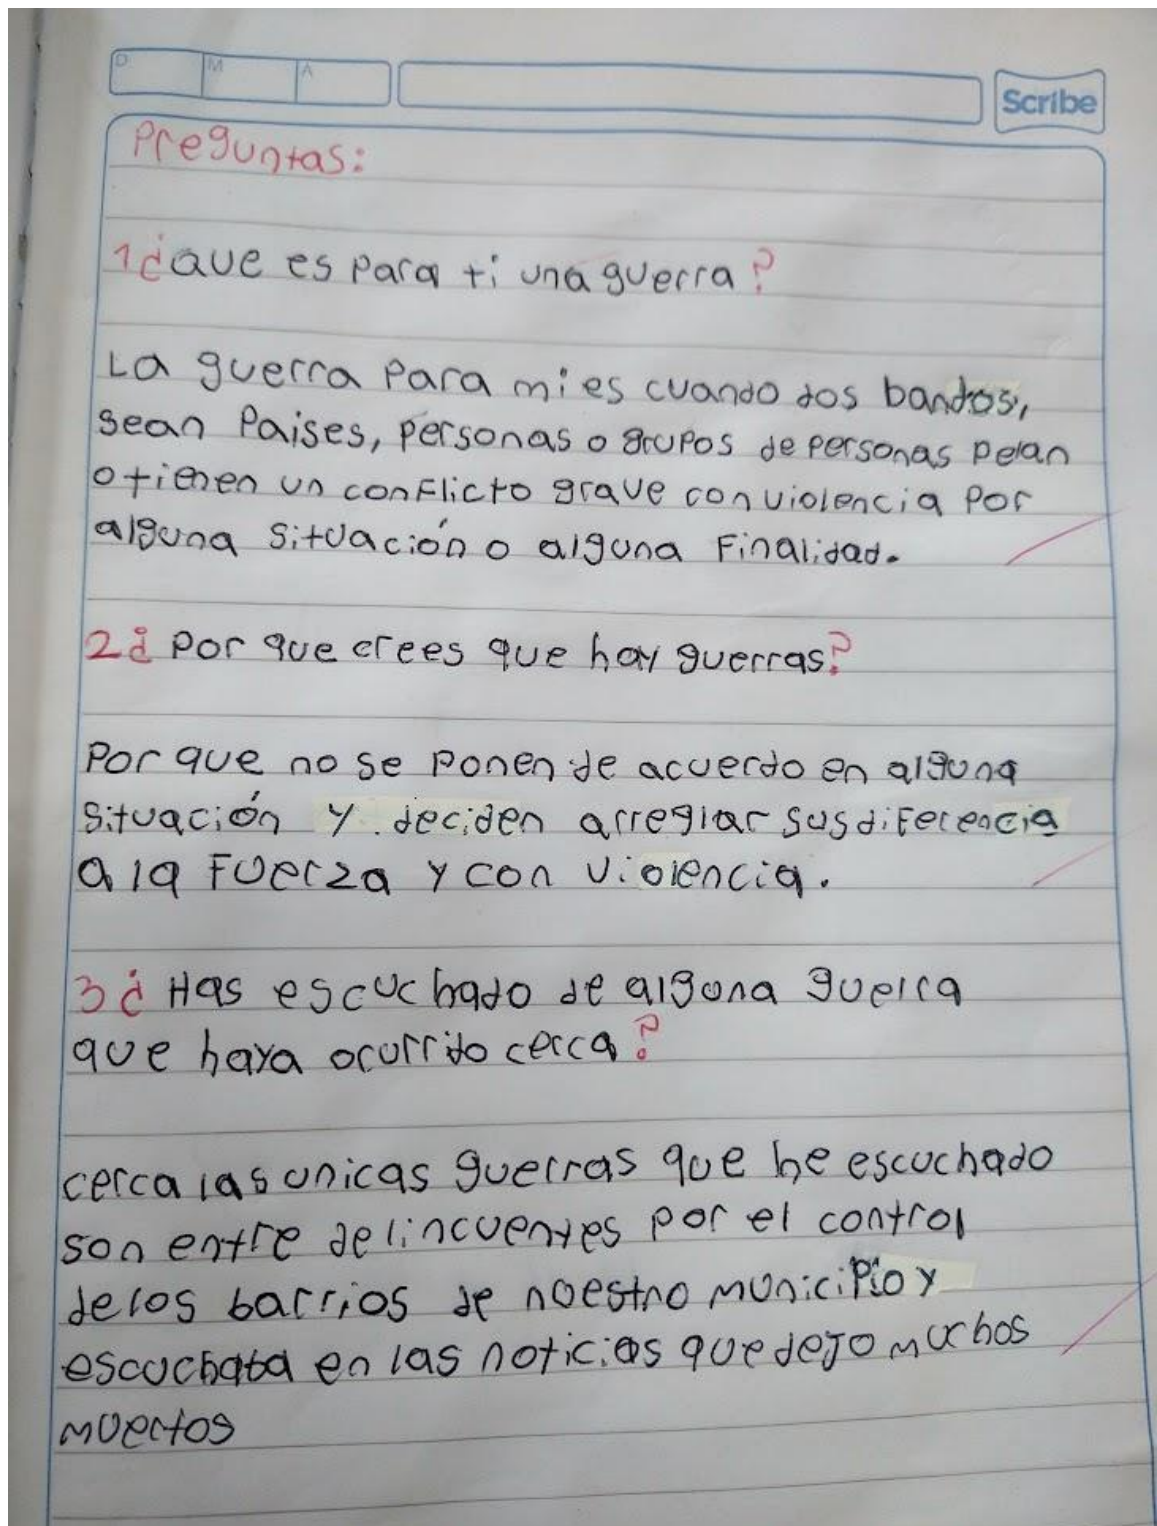 D M A
Scribe
Preguntas:
1¿que es para ti una guerra?
La guerra para mi es cuando dos bandos,
sean Paises, personas o grupos de personas pelan
o tienen un conflicto grave con violencia por
alguna situación o alguna Finalidad.
2¿ por que crees que hay guerras?
Por que no se ponen de acuerdo en alguna
situación y deciden arreglar sus diferencia
a la Fuerza y con violencia.
3¿ Has escuchado de alguna guerra
que haya ocurrido cerca?
cerca las unicas guerras que he escuchado
son entre delincuentes por el control
de los barrios de nuestro municipio y
en las noticias que dejo muchos
muertos